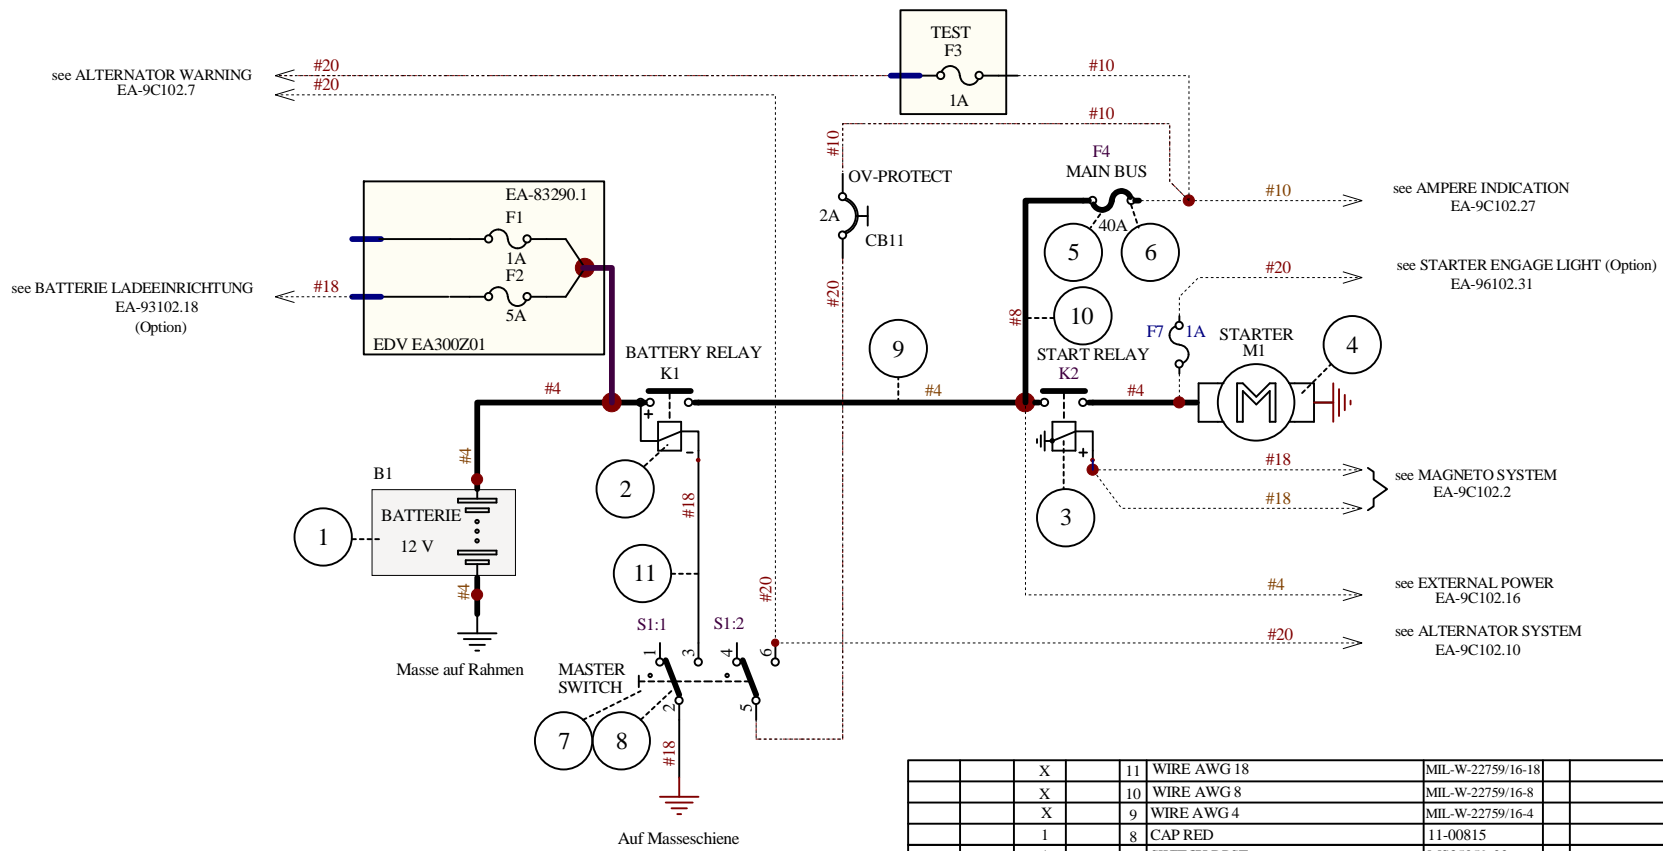 TEST
F3
1A
see ALTERNATOR WARNING
EA-9C102.7
#20
#20
#10
#10
#10
OV-PROTECT
2A
CB11
#20
F4
MAIN BUS
40A
5
6
#10
see AMPERE INDICATION
EA-9C102.27
EA-83290.1
F1
1A
F2
5A
EDV EA300Z01
see BATTERIE LADEEINRICHTUNG
EA-93102.18
(Option)
#18
#20
see STARTER ENGAGE LIGHT (Option)
EA-96102.31
#8
10
F7
1A
STARTER
M1
4
BATTERY RELAY
K1
9
START RELAY
K2
#4
#4
#4
+
-
+
2
3
#4
B1
BATTERIE
12 V
1
#4
Masse auf Rahmen
#18
#18
#18
see MAGNETO SYSTEM
EA-9C102.2
11
#4
see EXTERNAL POWER
EA-9C102.16
#20
#20
see ALTERNATOR SYSTEM
EA-9C102.10
S1:1
S1:2
1
3
4
6
MASTER
SWITCH
2
5
7
8
#18
Auf Masseschiene
X 11 WIRE AWG 18 MIL-W-22759/16-18
X 10 WIRE AWG 8 MIL-W-22759/16-8
X 9 WIRE AWG 4 MIL-W-22759/16-4
1 8 CAP RED 11-00815